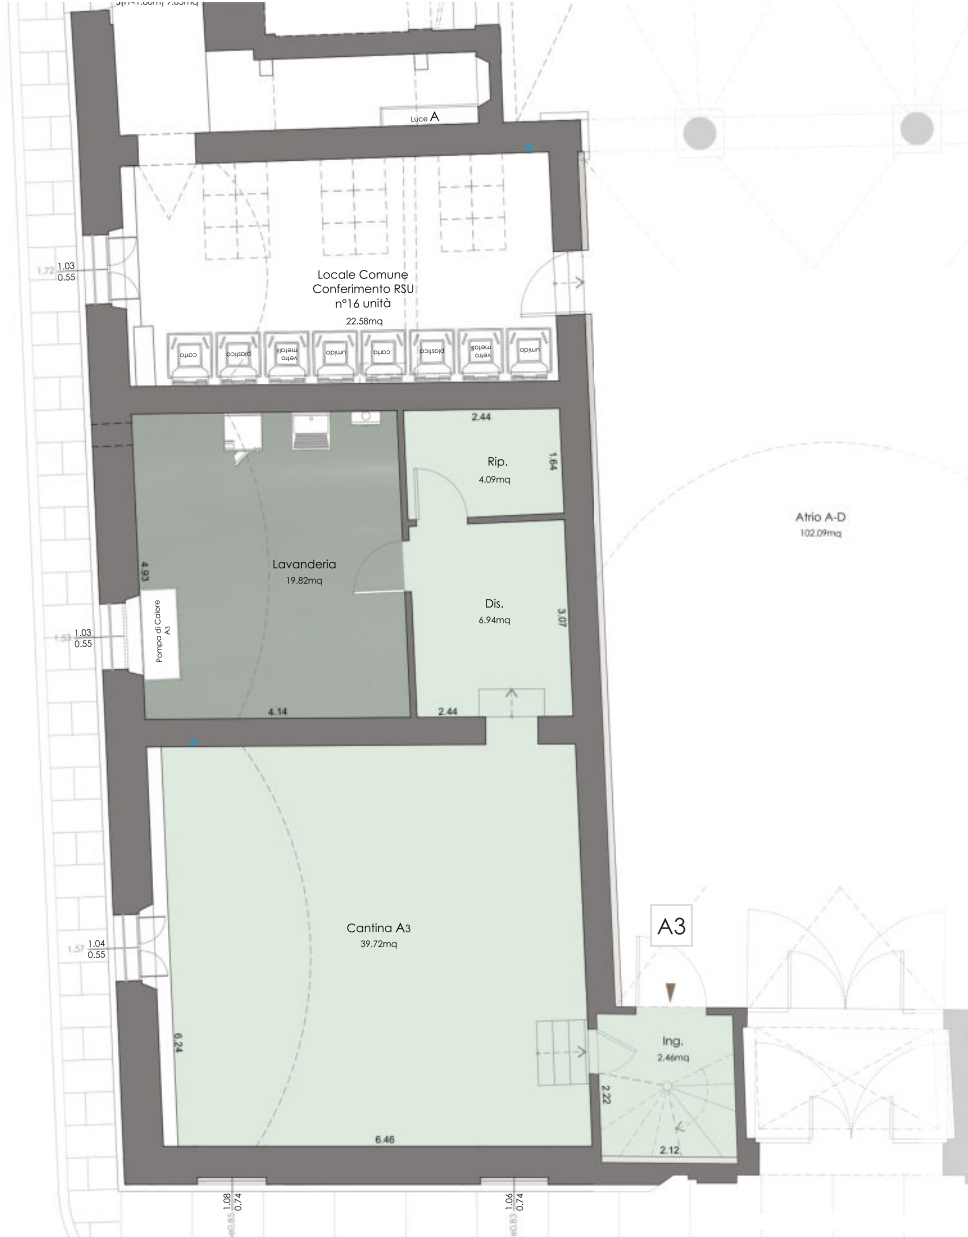 Luce A
1.72
1.03
0.55
Locale Comune
Conferimento RSU
n°16 unità
22.58mq
carta
plastica
vetro
metalli
umido
carta
plastica
vetro
metalli
umido
2.44
Rip.
4.09mq
1.64
Atrio A-D
102.09mq
4.93
Lavanderia
19.82mq
Dis.
6.94mq
3.07
Pompa di Calore
A3
1.03
0.55
4.14
2.44
Cantina A3
39.72mq
A3
1.57
1.04
0.55
6.24
Ing.
2.46mq
2.22
6.46
2.12
1.08
0.74
1.06
0.74